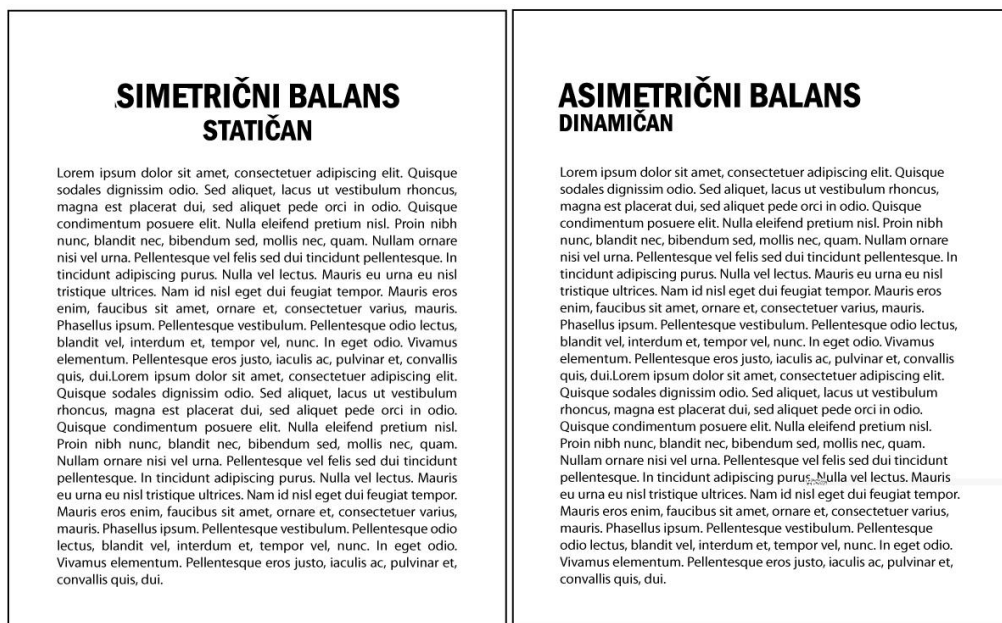 SIMETRIČNI BALANS
STATIČAN
Lorem ipsum dolor sit amet, consectetuer adipiscing elit. Quisque
sodales dignissim odio. Sed aliquet, lacus ut vestibulum rhoncus,
magna est placerat dui, sed aliquet pede orci in odio. Quisque
condimentum posuere elit. Nulla eleifend pretium nisl. Proin nibh
nunc, blandit nec, bibendum sed, mollis nec, quam. Nullam ornare
nisi vel urna. Pellentesque vel felis sed dui tincidunt pellentesque. In
tincidunt adipiscing purus. Nulla vel lectus. Mauris eu urna eu nisl
tristique ultrices. Nam id nisl eget dui feugiat tempor. Mauris eros
enim, faucibus sit amet, ornare et, consectetuer varius, mauris.
Phasellus ipsum. Pellentesque vestibulum. Pellentesque odio lectus,
blandit vel, interdum et, tempor vel, nunc. In eget odio. Vivamus
elementum. Pellentesque eros justo, iaculis ac, pulvinar et, convallis
quis, dui.Lorem ipsum dolor sit amet, consectetuer adipiscing elit.
Quisque sodales dignissim odio. Sed aliquet, lacus ut vestibulum
rhoncus, magna est placerat dui, sed aliquet pede orci in odio.
Quisque condimentum posuere elit. Nulla eleifend pretium nisl.
Proin nibh nunc, blandit nec, bibendum sed, mollis nec, quam.
Nullam ornare nisi vel urna. Pellentesque vel felis sed dui tincidunt
pellentesque. In tincidunt adipiscing purus. Nulla vel lectus. Mauris
eu urna eu nisl tristique ultrices. Nam id nisl eget dui feugiat tempor.
Mauris eros enim, faucibus sit amet, ornare et, consectetuer varius,
mauris. Phasellus ipsum. Pellentesque vestibulum. Pellentesque odio
lectus, blandit vel, interdum et, tempor vel, nunc. In eget odio.
Vivamus elementum. Pellentesque eros justo, iaculis ac, pulvinar et,
convallis quis, dui.
ASIMETRIČNI BALANS
DINAMIČAN
Lorem ipsum dolor sit amet, consectetuer adipiscing elit. Quisque
sodales dignissim odio. Sed aliquet, lacus ut vestibulum rhoncus,
magna est placerat dui, sed aliquet pede orci in odio. Quisque
condimentum posuere elit. Nulla eleifend pretium nisl. Proin nibh
nunc, blandit nec, bibendum sed, mollis nec, quam. Nullam ornare
nisi vel urna. Pellentesque vel felis sed dui tincidunt pellentesque. In
tincidunt adipiscing purus. Nulla vel lectus. Mauris eu urna eu nisl
tristique ultrices. Nam id nisl eget dui feugiat tempor. Mauris eros
enim, faucibus sit amet, ornare et, consectetuer varius, mauris.
Phasellus ipsum. Pellentesque vestibulum. Pellentesque odio lectus,
blandit vel, interdum et, tempor vel, nunc. In eget odio. Vivamus
elementum. Pellentesque eros justo, iaculis ac, pulvinar et, convallis
quis, dui.Lorem ipsum dolor sit amet, consectetuer adipiscing elit.
Quisque sodales dignissim odio. Sed aliquet, lacus ut vestibulum
rhoncus, magna est placerat dui, sed aliquet pede orci in odio.
Quisque condimentum posuere elit. Nulla eleifend pretium nisl.
Proin nibh nunc, blandit nec, bibendum sed, mollis nec, quam.
Nullam ornare nisi vel urna. Pellentesque vel felis sed dui tincidunt
pellentesque. In tincidunt adipiscing purus. Nulla vel lectus. Mauris
eu urna eu nisl tristique ultrices. Nam id nisl eget dui feugiat tempor.
Mauris eros enim, faucibus sit amet, ornare et, consectetuer varius,
mauris. Phasellus ipsum. Pellentesque vestibulum. Pellentesque
odio lectus, blandit vel, interdum et, tempor vel, nunc. In eget odio.
Vivamus elementum. Pellentesque eros justo, iaculis ac, pulvinar et,
convallis quis, dui.